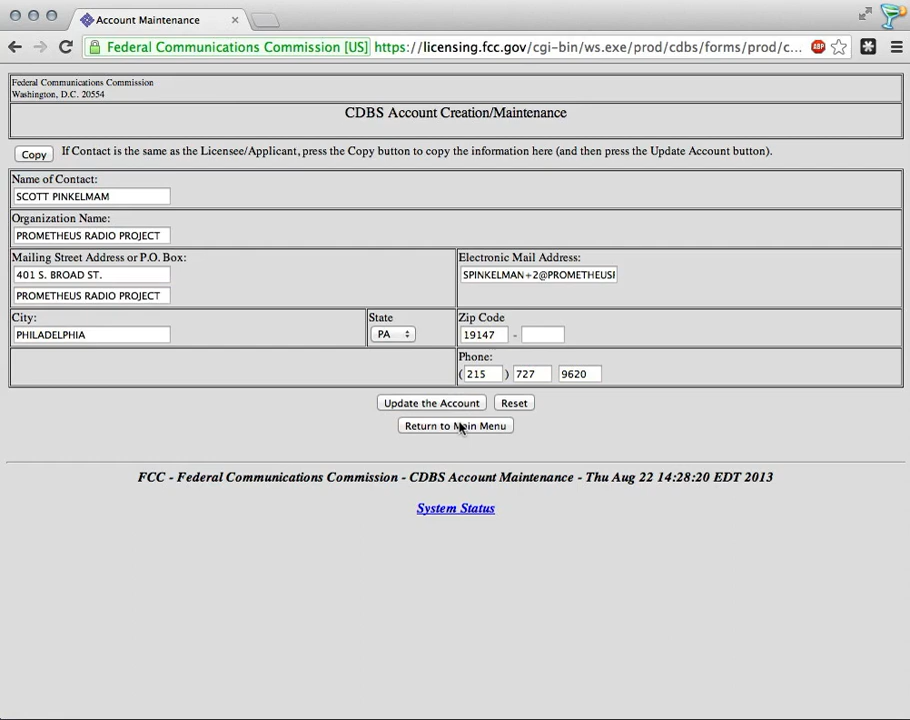 Account Maintenance
Federal Communications Commission [US] https://licensing.fcc.gov/cgi-bin/ws.exe/prod/cdbs/forms/prod/c...
ABP
Federal Communications Commission
Washington, D.C. 20554
CDBS Account Creation/Maintenance
Copy If Contact is the same as the Licensee/Applicant, press the Copy button to copy the information here (and then press the Update Account button).
Name of Contact:
SCOTT PINKELMAM
Organization Name:
PROMETHEUS RADIO PROJECT
Mailing Street Address or P.O. Box:
401 S. BROAD ST.
PROMETHEUS RADIO PROJECT
Electronic Mail Address:
SPINKELMAN+2@PROMETHEUSR
City:
PHILADELPHIA
State
PA
Zip Code
19147 -
Phone:
( 215 ) 727 9620
Update the Account Reset
Return to Main Menu
FCC - Federal Communications Commission - CDBS Account Maintenance - Thu Aug 22 14:28:20 EDT 2013
System Status